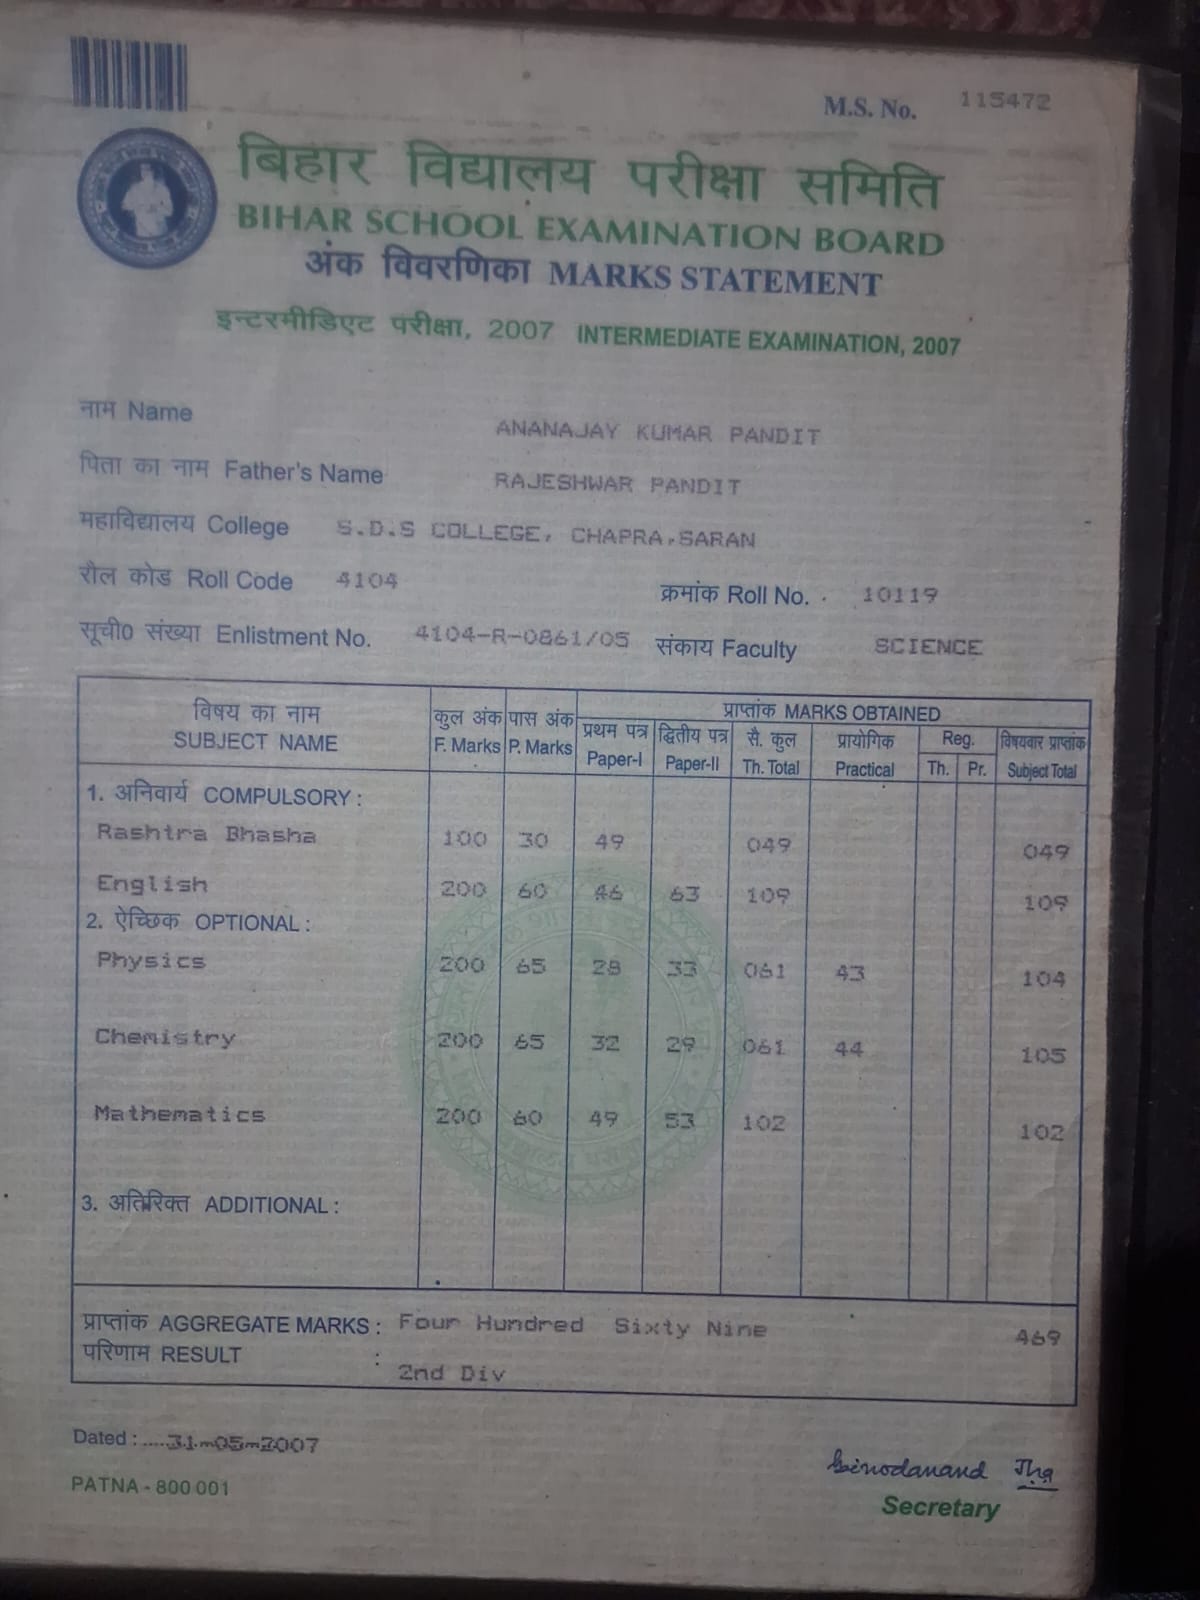 M.S. No. 115472
बिहार विद्यालय परीक्षा समिति
BIHAR SCHOOL EXAMINATION BOARD
अंक विवरणिका MARKS STATEMENT
इन्टरमीडिएट परीक्षा, 2007 INTERMEDIATE EXAMINATION, 2007
नाम Name ANANAJAY KUMAR PANDIT
पिता का नाम Father's Name RAJESHWAR PANDIT
महाविद्यालय College S.D.S COLLEGE, CHAPRA,SARAN
रौल कोड Roll Code 4104 क्रमांक Roll No. 10119
सूची0 संख्या Enlistment No. 4104-R-0861/05 संकाय Faculty SCIENCE
विषय का नाम कुल अंक पास अंक प्राप्तांक MARKS OBTAINED
SUBJECT NAME F. Marks P. Marks प्रथम पत्र द्वितीय पत्र सै. कुल प्रायोगिक Reg. विषयवार प्राप्तांक
Paper-I Paper-II Th. Total Practical Th. Pr. Subject Total
1. अनिवार्य COMPULSORY :
Rashtra Bhasha 100 30 49 049 049
English 200 60 46 63 109 109
2. ऐच्छिक OPTIONAL :
Physics 200 65 28 33 061 43 104
Chemistry 200 65 32 29 061 44 105
Mathematics 200 60 49 53 102 102
3. अतिरिक्त ADDITIONAL :
प्राप्तांक AGGREGATE MARKS : Four Hundred Sixty Nine 469
परिणाम RESULT : 2nd Div
Dated : .....31-05-2007
PATNA - 800 001
Binodanand Jha
Secretary